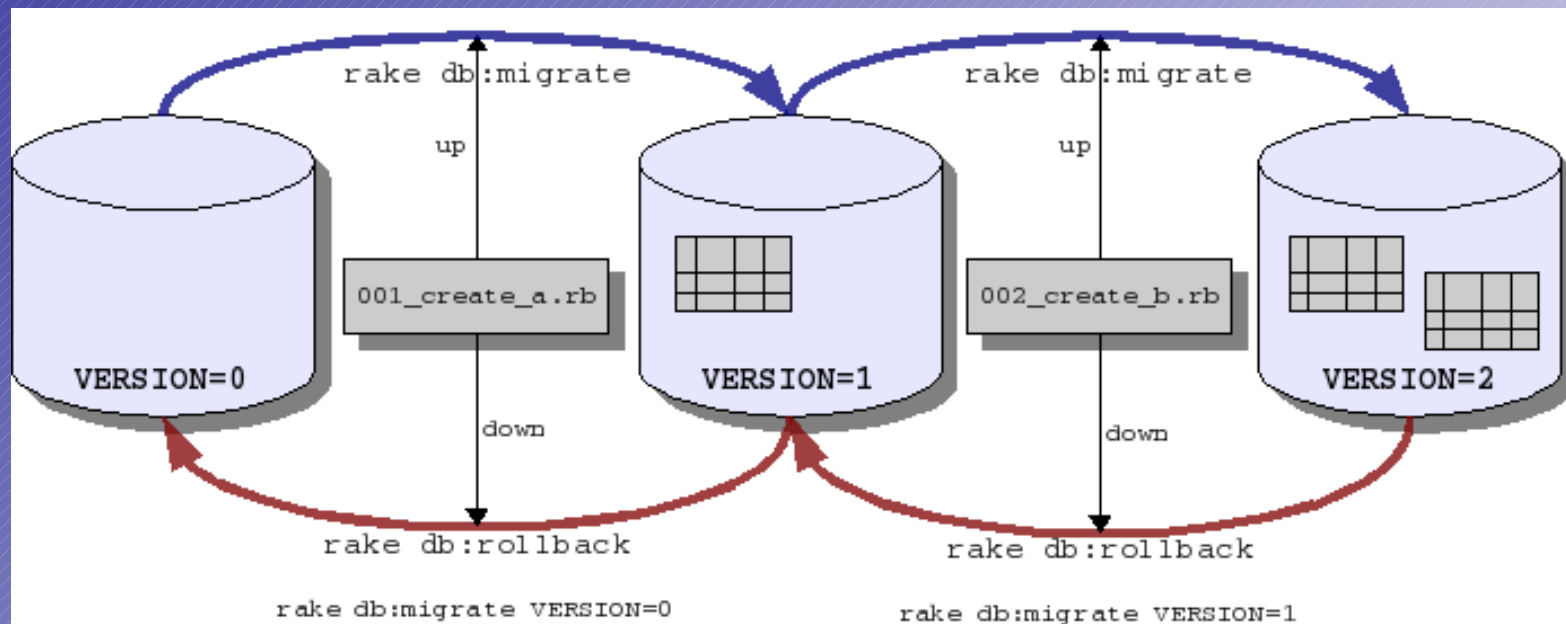 rake db:migrate
rake db:migrate
up
up
001_create_a.rb
002_create_b.rb
VERSION=0
VERSION=1
VERSION=2
down
down
rake db:rollback
rake db:rollback
rake db:migrate VERSION=0
rake db:migrate VERSION=1